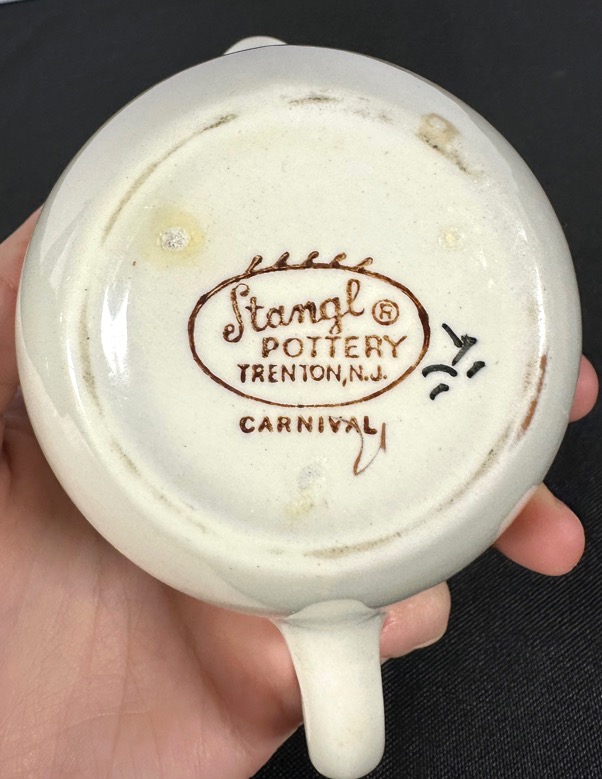 Stangl ®
POTTERY
TRENTON, N.J.
CARNIVAL